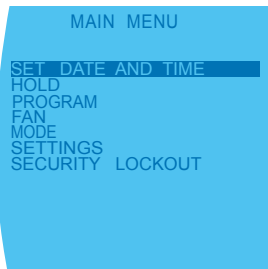 MAIN MENU
SET DATE AND TIME
HOLD
PROGRAM
FAN
MODE
SETTINGS
SECURITY LOCKOUT